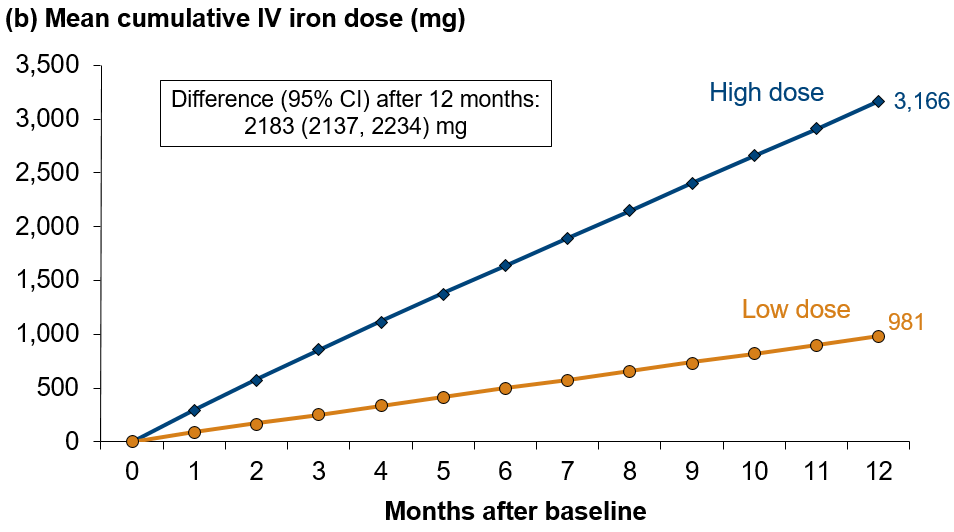 (b) Mean cumulative IV iron dose (mg)
3,500
Difference (95% CI) after 12 months:
2183 (2137, 2234) mg
High dose
3,166
3,000
2,500
2,000
1,500
1,000
Low dose
981
500
0
0 1 2 3 4 5 6 7 8 9 10 11 12
Months after baseline